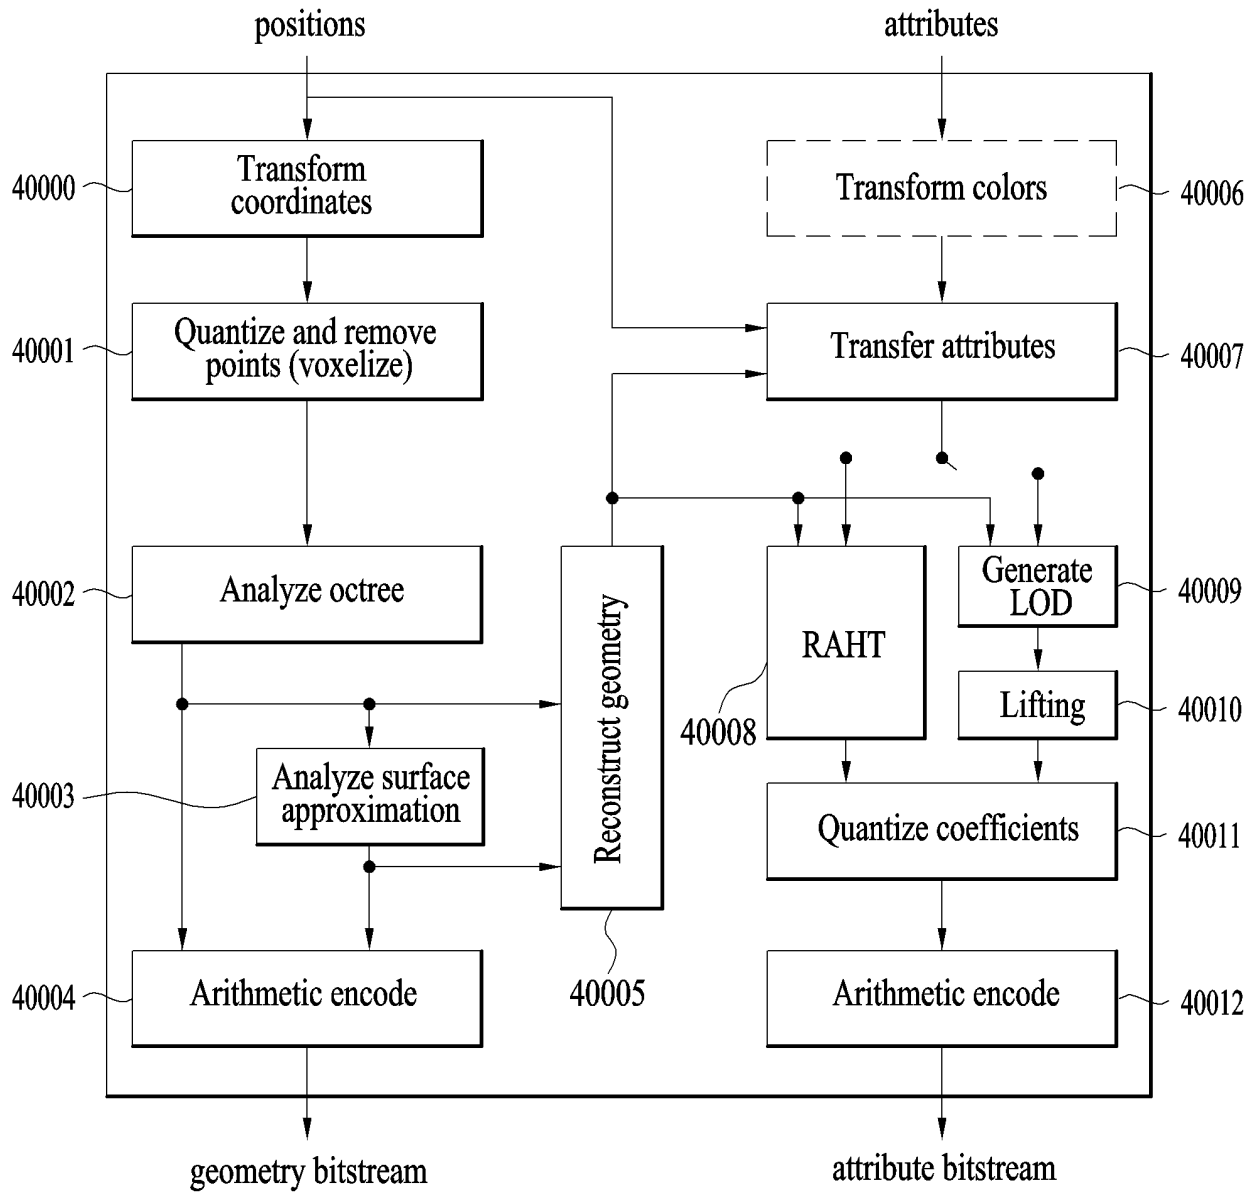 positions
attributes
Transform
coordinates
40000
Transform colors
40006
Quantize and remove
points (voxelize)
40001
Transfer attributes
40007
Analyze octree
40002
Reconstruct geometry
40005
RAHT
40008
Generate
LOD
40009
Lifting
40010
Analyze surface
approximation
40003
Quantize coefficients
40011
Arithmetic encode
40004
Arithmetic encode
40012
geometry bitstream
attribute bitstream